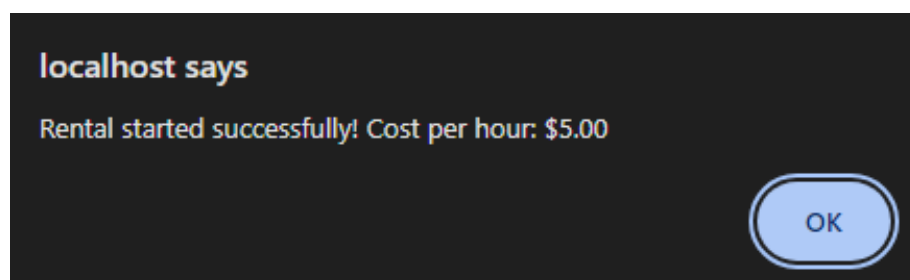 localhost says
Rental started successfully! Cost per hour: $5.00
OK